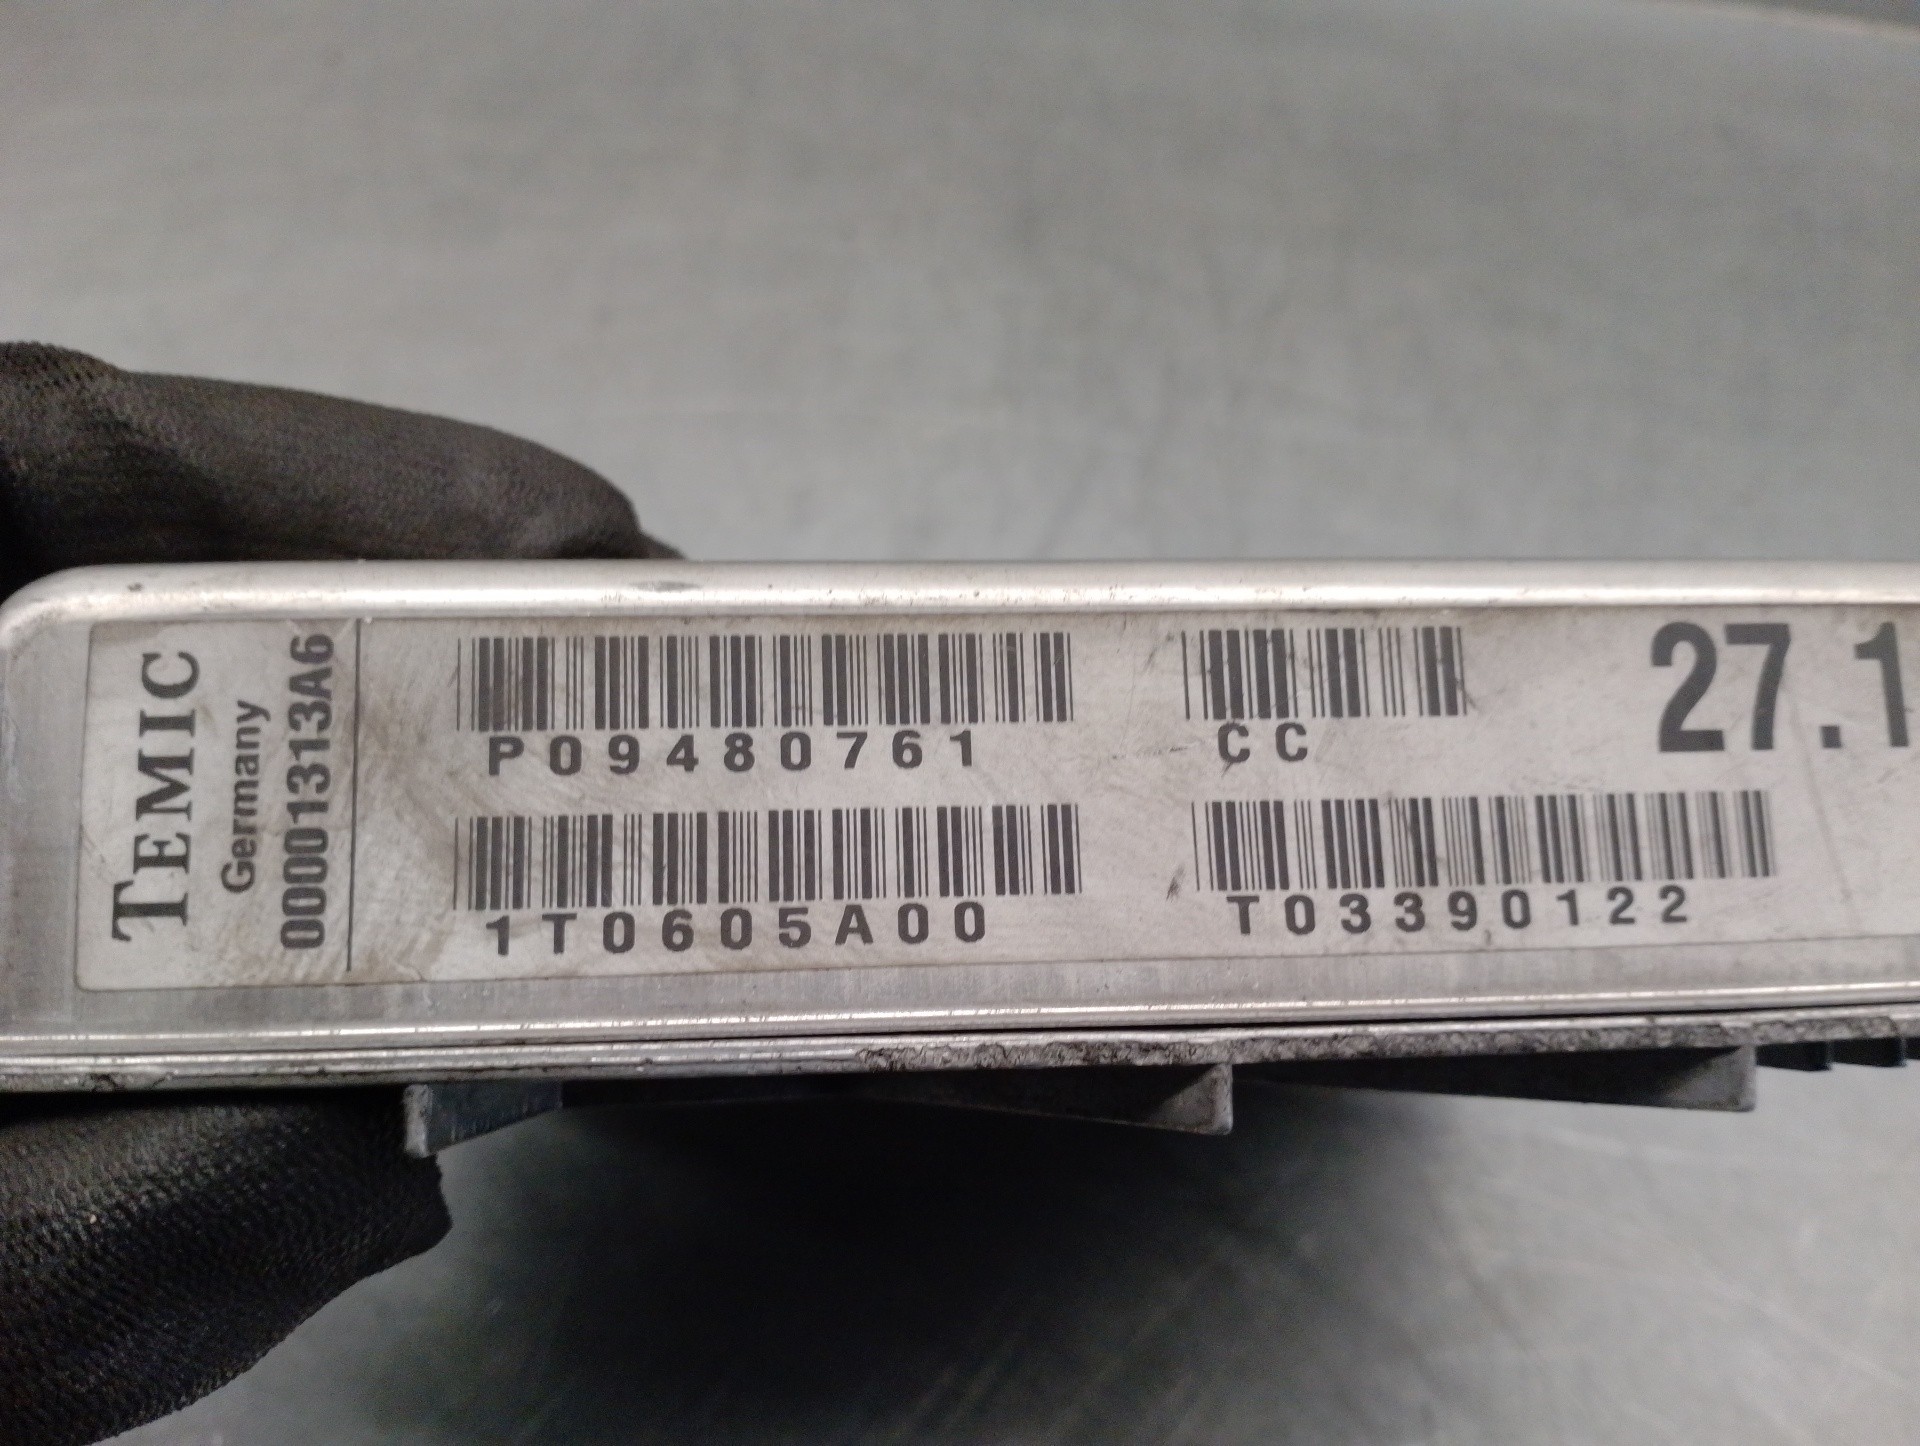 TEMIC
Germany
00001313A6
P09480761
CC
27.1
1T0605A00
T03390122